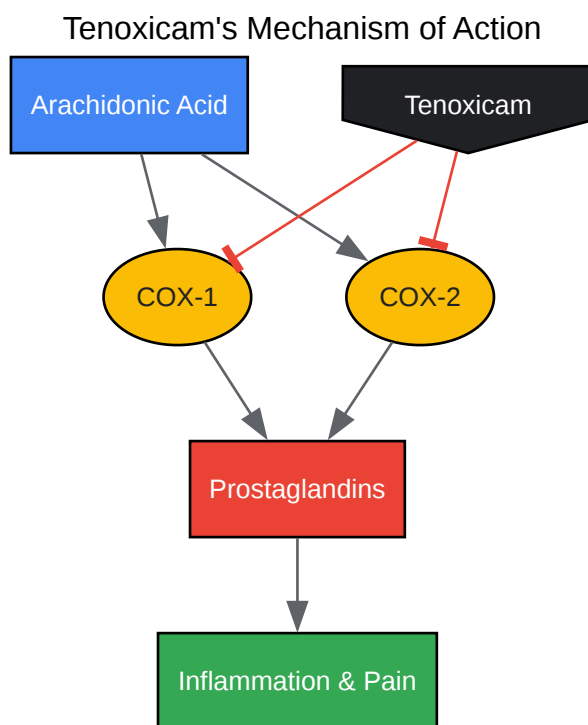 Tenoxicam's Mechanism of Action
Arachidonic Acid
Tenoxicam
COX-1
COX-2
Prostaglandins
Inflammation & Pain